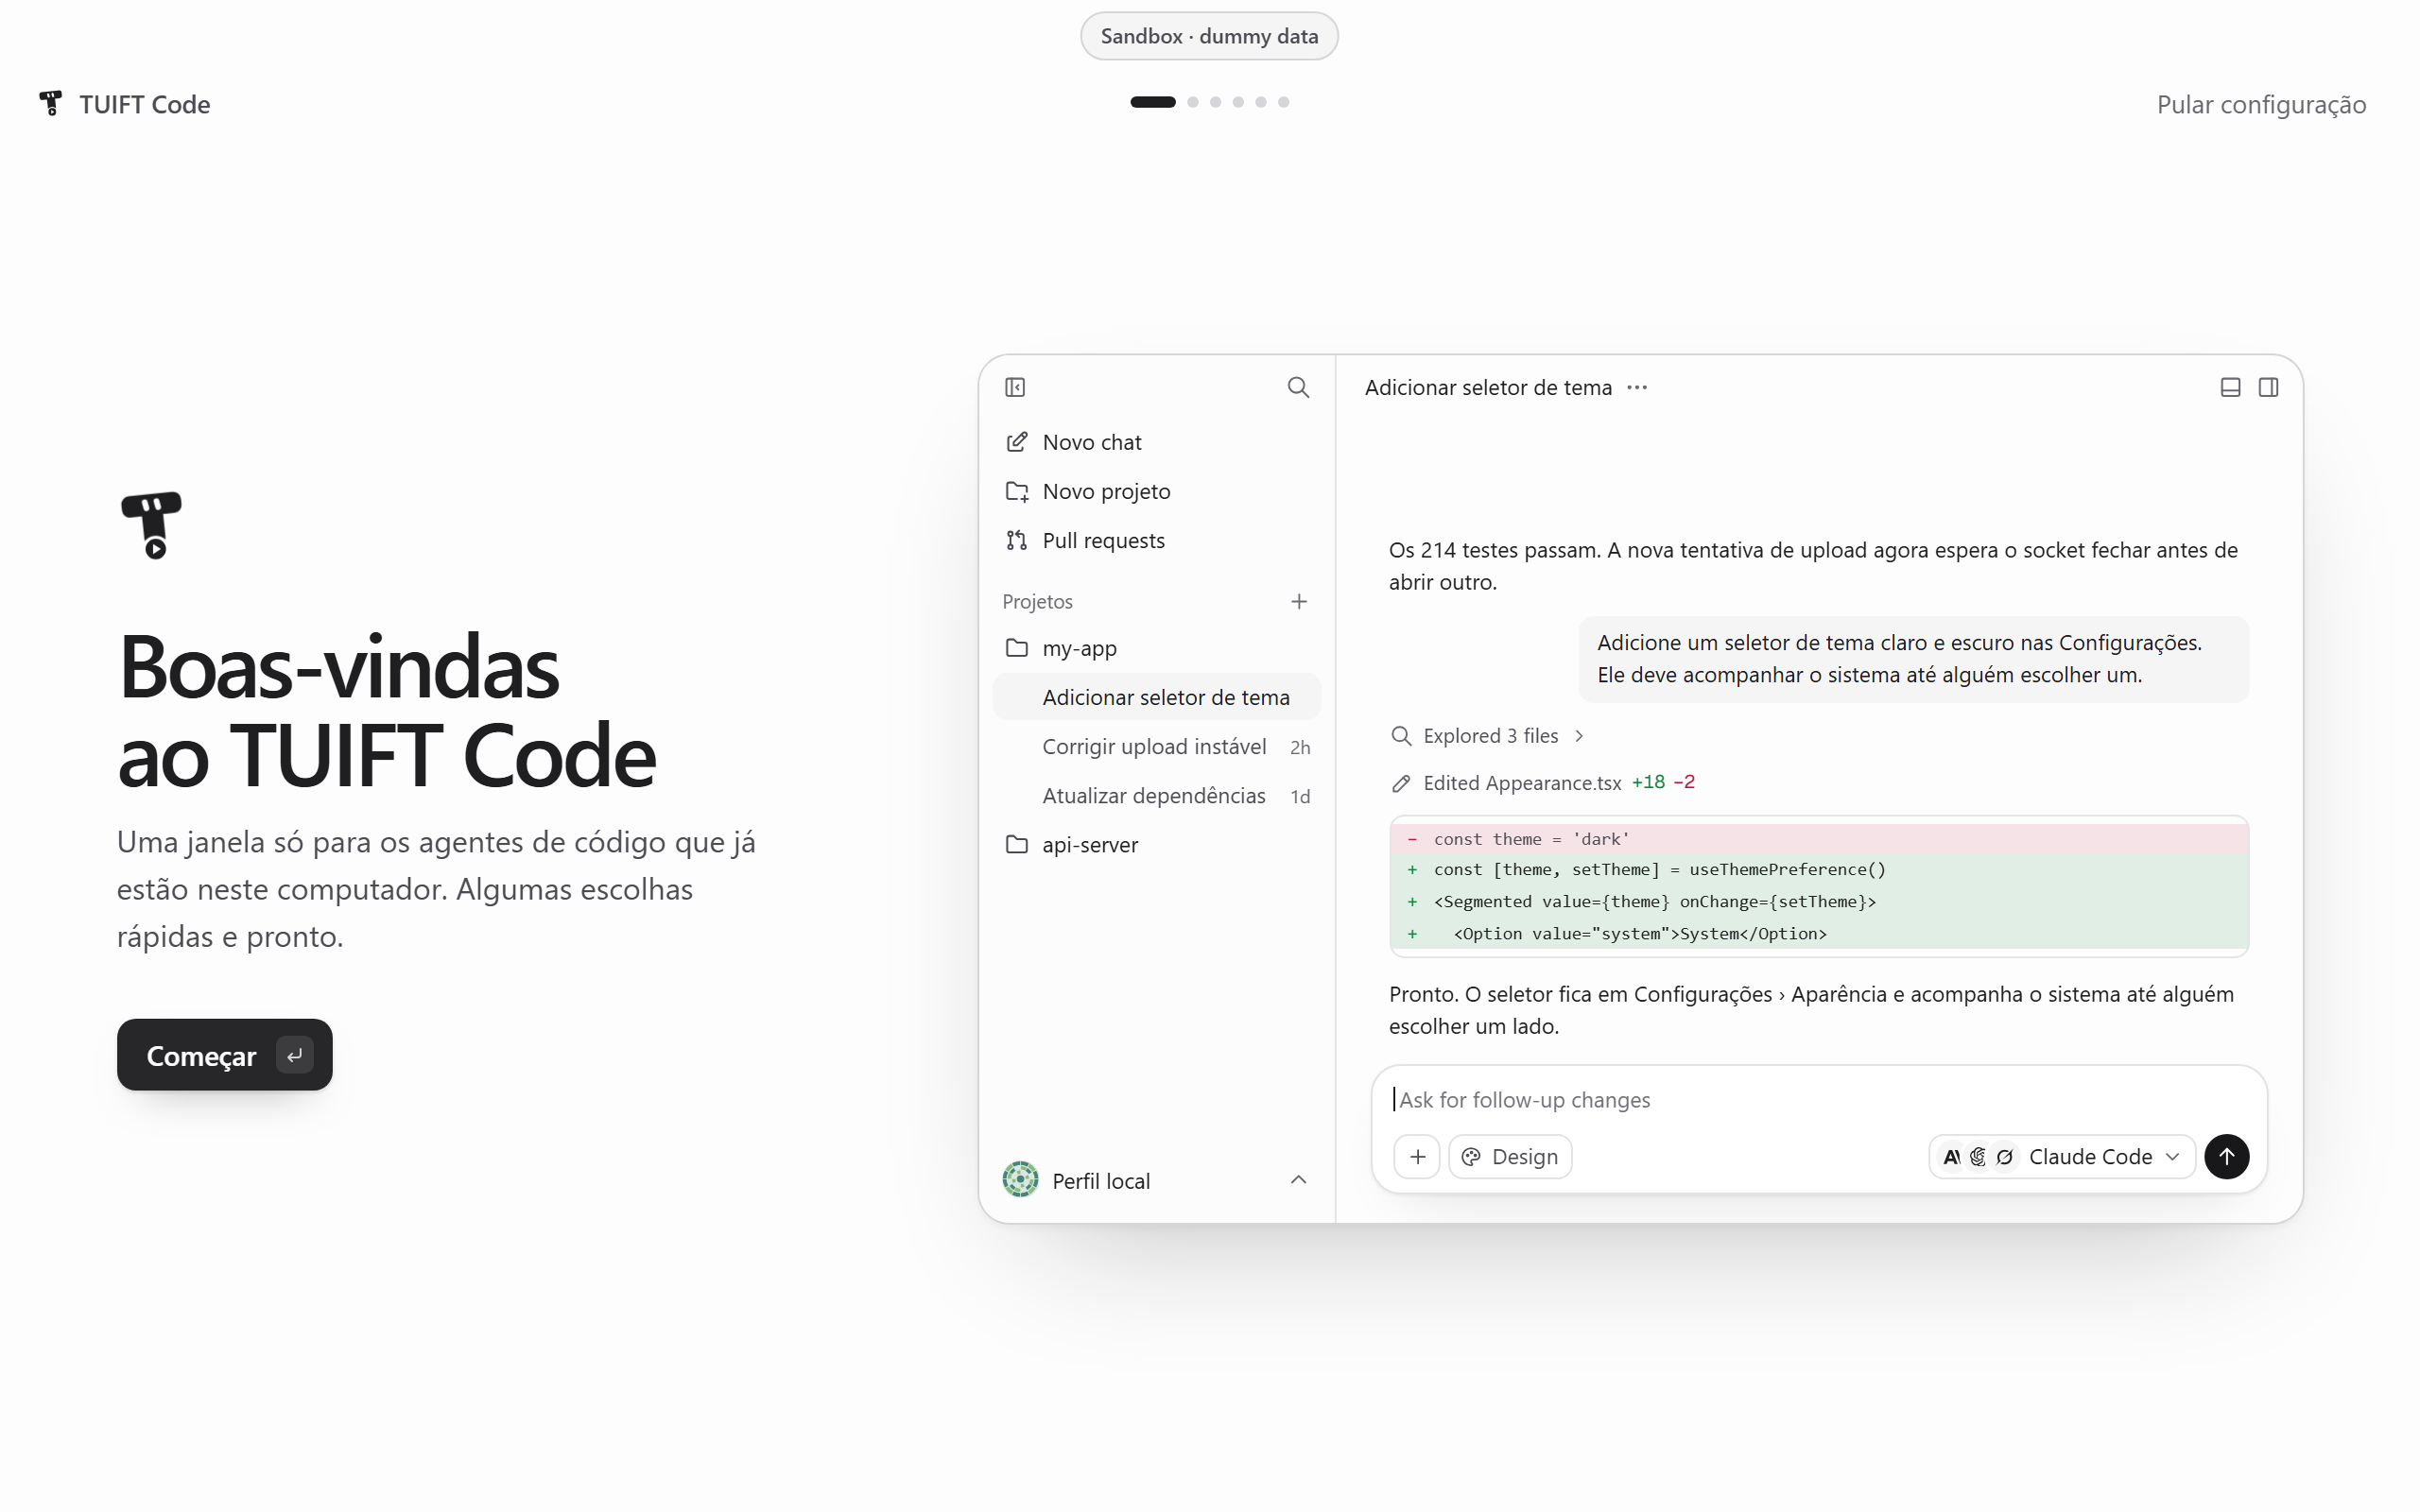 Sandbox · dummy data
TUIFT Code
Pular configuração
Boas-vindas
ao TUIFT Code
Uma janela só para os agentes de código que já
estão neste computador. Algumas escolhas
rápidas e pronto.
Começar
Novo chat
Novo projeto
Pull requests
Projetos
my-app
Adicionar seletor de tema
Corrigir upload instável 2h
Atualizar dependências 1d
api-server
Perfil local
Adicionar seletor de tema ···
Os 214 testes passam. A nova tentativa de upload agora espera o socket fechar antes de
abrir outro.
Adicione um seletor de tema claro e escuro nas Configurações.
Ele deve acompanhar o sistema até alguém escolher um.
Explored 3 files
Edited Appearance.tsx +18 −2
− const theme = 'dark'
+ const [theme, setTheme] = useThemePreference()
+ <Segmented value={theme} onChange={setTheme}>
+ <Option value="system">System</Option>
Pronto. O seletor fica em Configurações › Aparência e acompanha o sistema até alguém
escolher um lado.
Ask for follow-up changes
Design
Claude Code